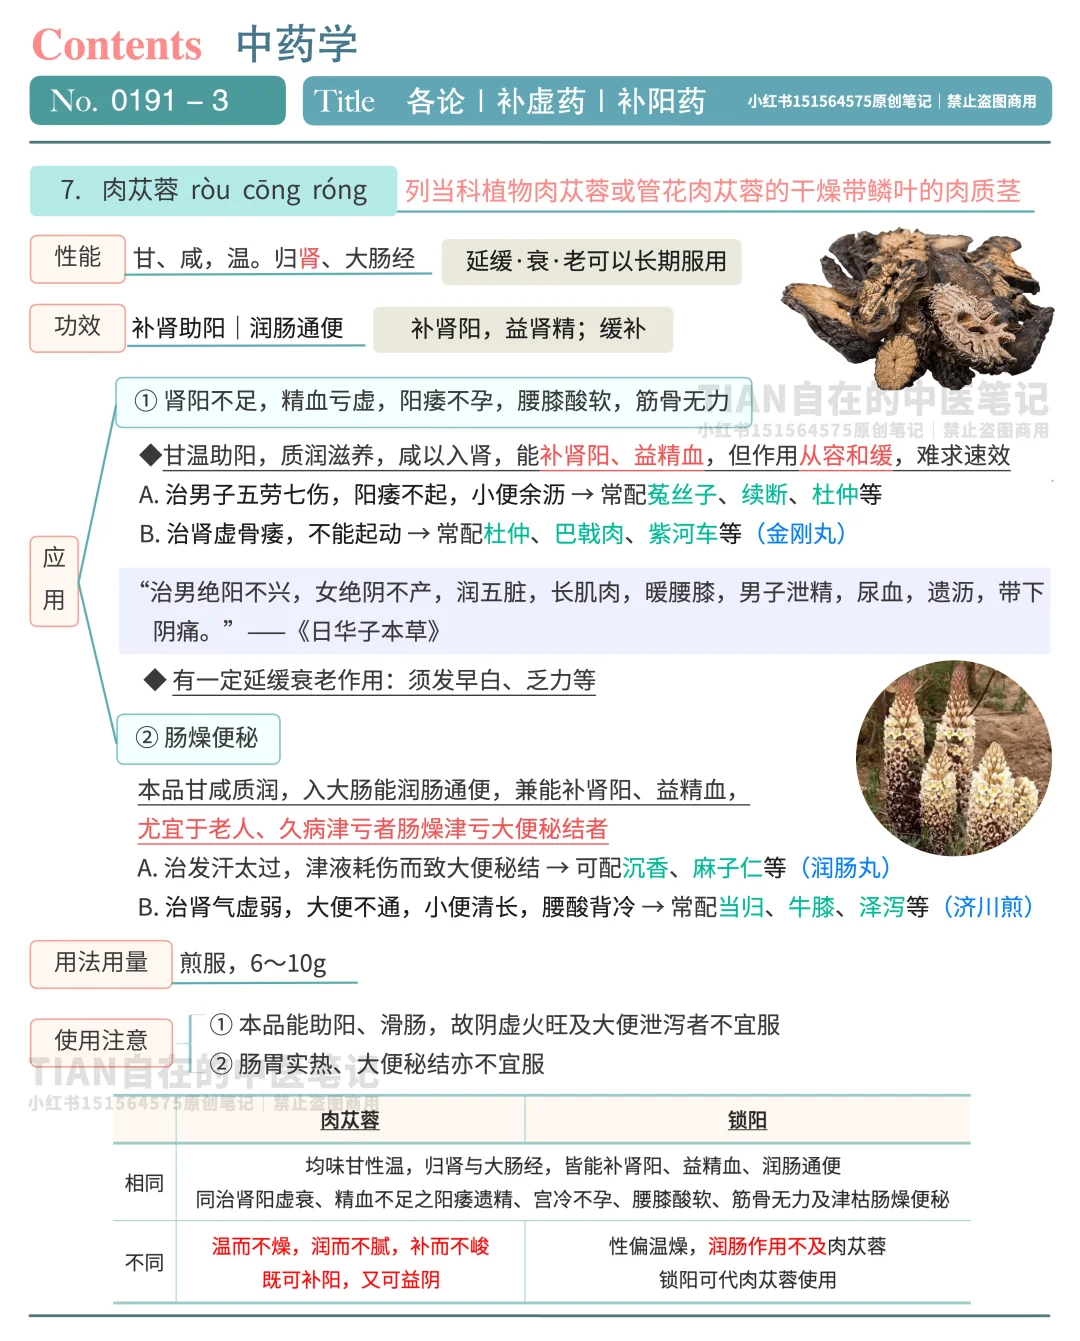 Contents 中药学
No. 0191 – 3
Title 各论丨补虚药丨补阳药 小红书151564575原创笔记｜禁止盗图商用
7. 肉苁蓉 ròu cōng róng 列当科植物肉苁蓉或管花肉苁蓉的干燥带鳞叶的肉质茎
性能 甘、咸，温。归肾、大肠经 延缓·衰·老可以长期服用
功效 补肾助阳｜润肠通便 补肾阳，益肾精；缓补
TIAN自在的中医笔记
小红书151564575原创笔记｜禁止盗图商用
应用
① 肾阳不足，精血亏虚，阳痿不孕，腰膝酸软，筋骨无力
◆甘温助阳，质润滋养，咸以入肾，能补肾阳、益精血，但作用从容和缓，难求速效
A. 治男子五劳七伤，阳痿不起，小便余沥 → 常配菟丝子、续断、杜仲等
B. 治肾虚骨痿，不能起动 → 常配杜仲、巴戟肉、紫河车等（金刚丸）
“治男绝阳不兴，女绝阴不产，润五脏，长肌肉，暖腰膝，男子泄精，尿血，遗沥，带下
阴痛。”——《日华子本草》
◆ 有一定延缓衰老作用：须发早白、乏力等
② 肠燥便秘
本品甘咸质润，入大肠能润肠通便，兼能补肾阳、益精血，
尤宜于老人、久病津亏者肠燥津亏大便秘结者
A. 治发汗太过，津液耗伤而致大便秘结 → 可配沉香、麻子仁等（润肠丸）
B. 治肾气虚弱，大便不通，小便清长，腰酸背冷 → 常配当归、牛膝、泽泻等（济川煎）
用法用量 煎服，6～10g
使用注意
① 本品能助阳、滑肠，故阴虚火旺及大便泄泻者不宜服
② 肠胃实热、大便秘结亦不宜服
TIAN自在的中医笔记
小红书151564575原创笔记｜禁止盗图商用
肉苁蓉 锁阳
相同
均味甘性温，归肾与大肠经，皆能补肾阳、益精血、润肠通便
同治肾阳虚衰、精血不足之阳痿遗精、宫冷不孕、腰膝酸软、筋骨无力及津枯肠燥便秘
不同
温而不燥，润而不腻，补而不峻
既可补阳，又可益阴
性偏温燥，润肠作用不及肉苁蓉
锁阳可代肉苁蓉使用